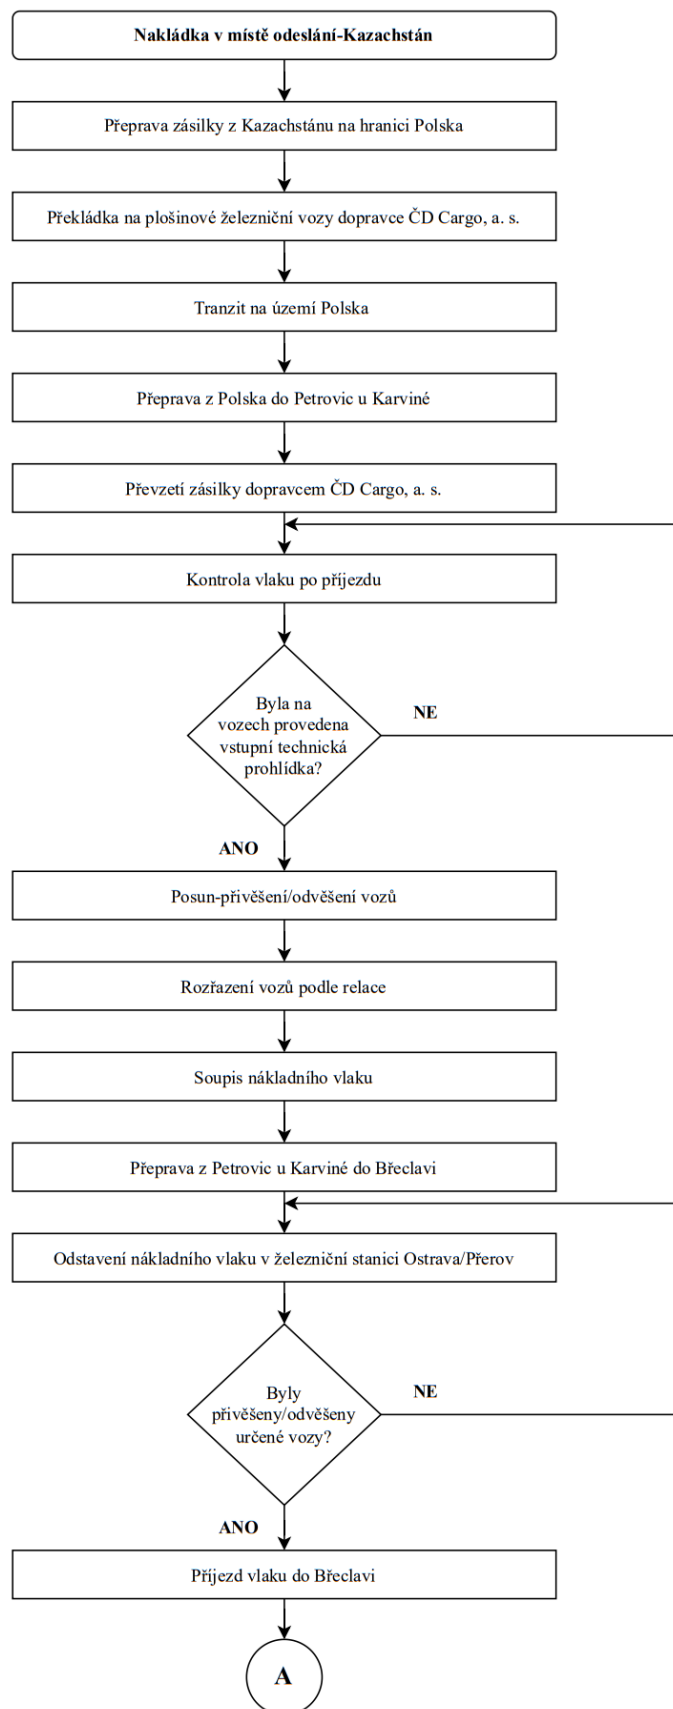 Nakládka v místě odeslání-Kazachstán
Přeprava zásilky z Kazachstánu na hranici Polska
Překládka na plošinové železniční vozy dopravce ČD Cargo, a. s.
Tranzit na území Polska
Přeprava z Polska do Petrovic u Karviné
Převzetí zásilky dopravcem ČD Cargo, a. s.
Kontrola vlaku po příjezdu
Byla na
vozech provedena
vstupní technická
prohlídka?
NE
ANO
Posun-přivěšení/odvěšení vozů
Rozřazení vozů podle relace
Soupis nákladního vlaku
Přeprava z Petrovic u Karviné do Břeclavi
Odstavení nákladního vlaku v železniční stanici Ostrava/Přerov
Byly
přivěšeny/odvěšeny
určené vozy?
NE
ANO
Příjezd vlaku do Břeclavi
A